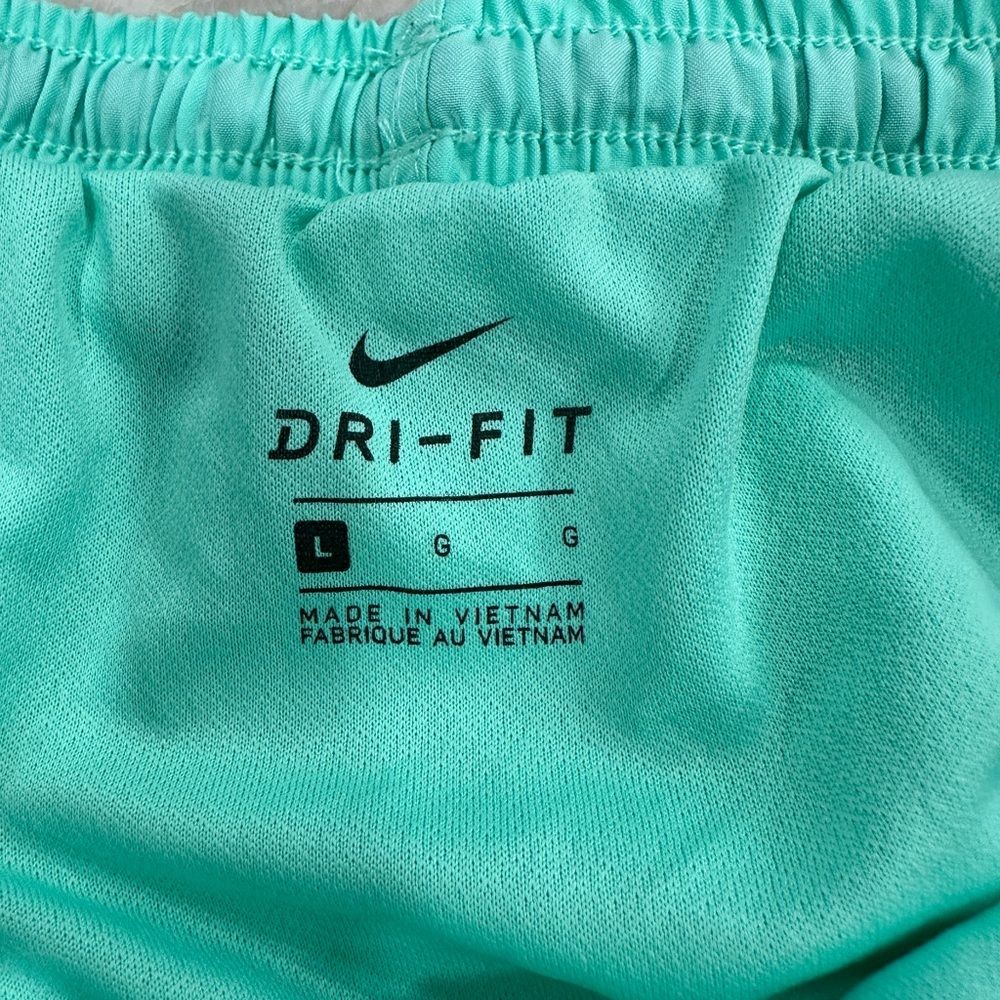 DRI-FIT
L G G
MADE IN VIETNAM
FABRIQUE AU VIETNAM